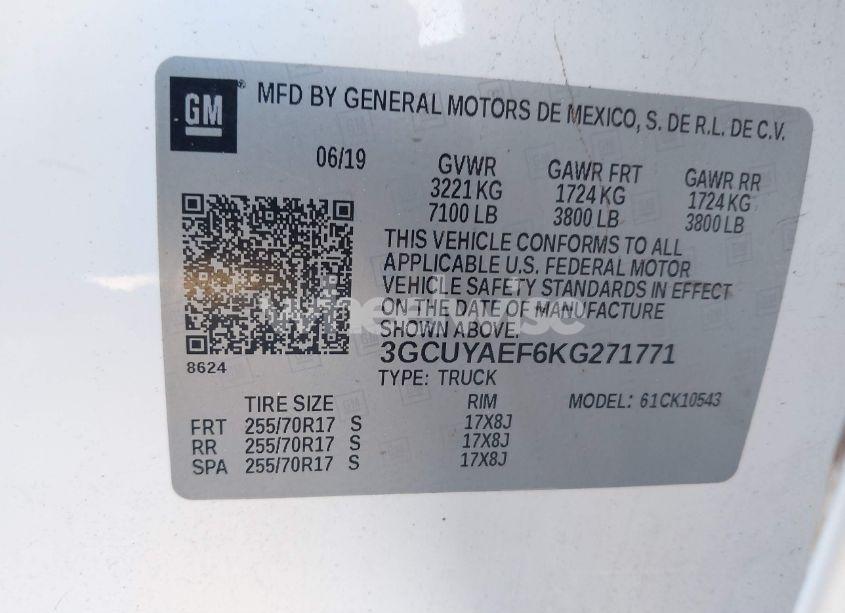 GM
MFD BY GENERAL MOTORS DE MEXICO, S. DE R.L. DE C.V.
06/19 GVWR GAWR FRT GAWR RR
3221 KG 1724 KG 1724 KG
7100 LB 3800 LB 3800 LB
THIS VEHICLE CONFORMS TO ALL
APPLICABLE U.S. FEDERAL MOTOR
VEHICLE SAFETY STANDARDS IN EFFECT
ON THE DATE OF MANUFACTURE
SHOWN ABOVE.
3GCUYAEF6KG271771
8624
TYPE: TRUCK
TIRE SIZE RIM MODEL: 61CK10543
FRT 255/70R17 S 17X8J
RR 255/70R17 S 17X8J
SPA 255/70R17 S 17X8J